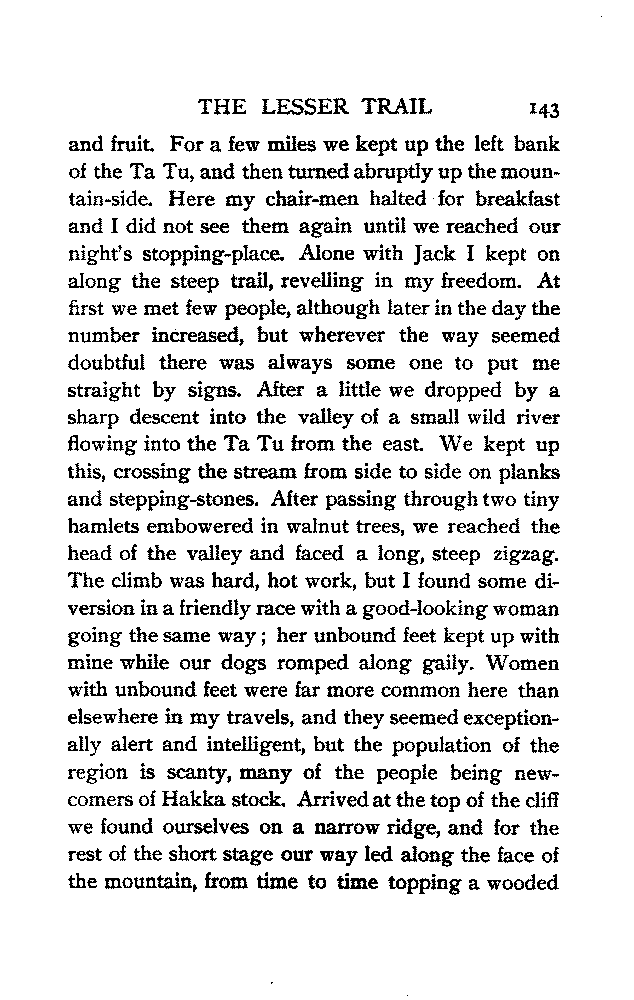 THE LESSER TRAIL 143
and fruit. For a few miles we kept up the left bank
of the Ta Tu, and then turned abruptly up the moun-
tain-side. Here my chair-men halted for breakfast
and I did not see them again until we reached our
night's stopping-place. Alone with Jack I kept on
along the steep trail, revelling in my freedom. At
first we met few people, although later in the day the
number increased, but wherever the way seemed
doubtful there was always some one to put me
straight by signs. After a little we dropped by a
sharp descent into the valley of a small wild river
flowing into the Ta Tu from the east. We kept up
this, crossing the stream from side to side on planks
and stepping-stones. After passing through two tiny
hamlets embowered in walnut trees, we reached the
head of the valley and faced a long, steep zigzag.
The climb was hard, hot work, but I found some di-
version in a friendly race with a good-looking woman
going the same way; her unbound feet kept up with
mine while our dogs romped along gaily. Women
with unbound feet were far more common here than
elsewhere in my travels, and they seemed exception-
ally alert and intelligent, but the population of the
region is scanty, many of the people being new-
comers of Hakka stock. Arrived at the top of the cliff
we found ourselves on a narrow ridge, and for the
rest of the short stage our way led along the face of
the mountain, from time to time topping a wooded